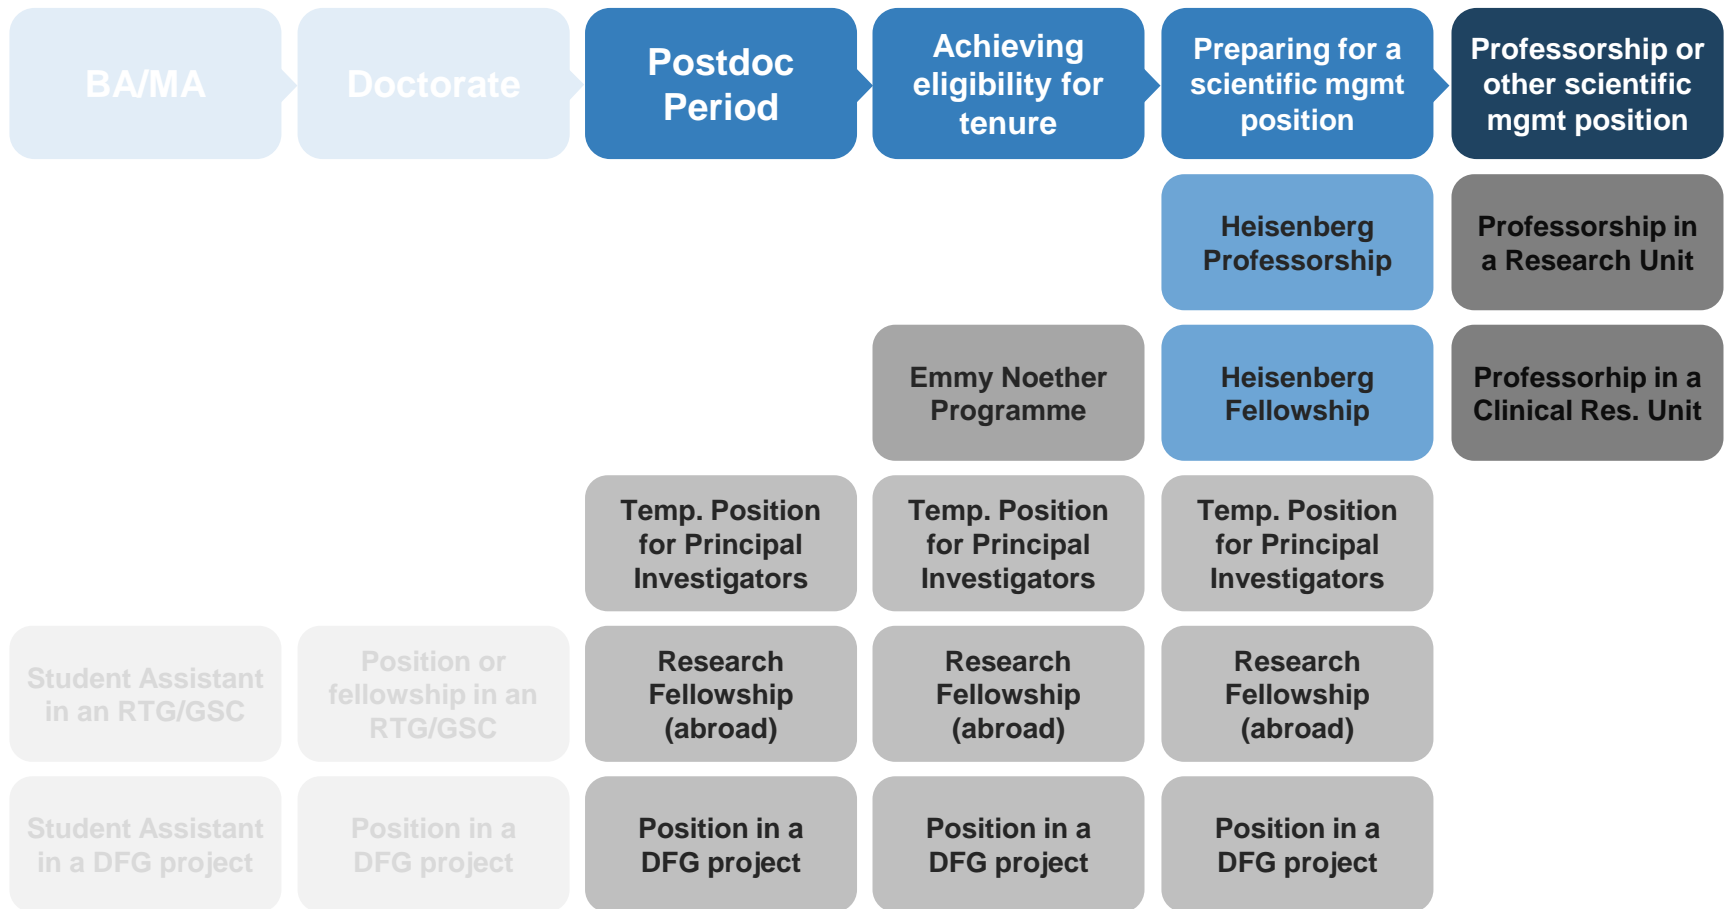 BA/MA
Doctorate
Postdoc
Period
Achieving
eligibility for
tenure
Preparing for a
scientific mgmt
position
Professorship or
other scientific
mgmt position
Heisenberg
Professorship
Professorship in
a Research Unit
Emmy Noether
Programme
Heisenberg
Fellowship
Professorhip in a
Clinical Res. Unit
Temp. Position
for Principal
Investigators
Temp. Position
for Principal
Investigators
Temp. Position
for Principal
Investigators
Student Assistant
in an RTG/GSC
Position or
fellowship in an
RTG/GSC
Research
Fellowship
(abroad)
Research
Fellowship
(abroad)
Research
Fellowship
(abroad)
Student Assistant
in a DFG project
Position in a
DFG project
Position in a
DFG project
Position in a
DFG project
Position in a
DFG project